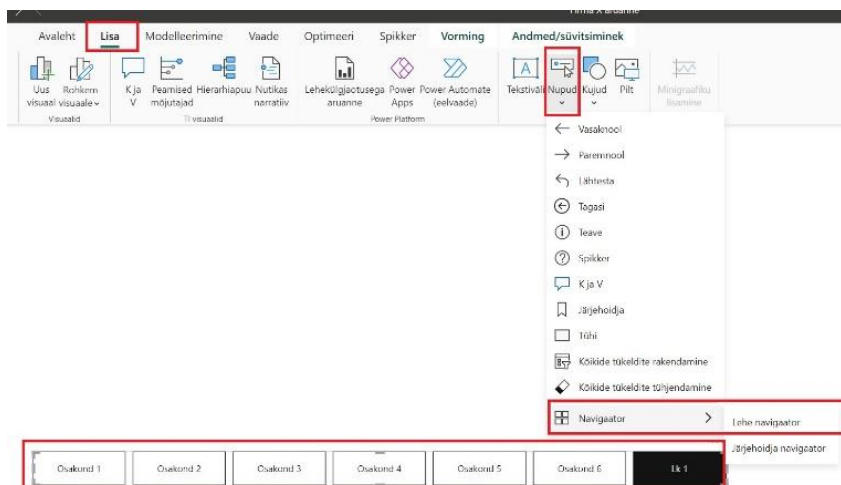 Firma X aruanne
Avaleht Lisa Modelleerimine Vaade Optimeeri Spikker Vorming Andmed/süvitsiminek
Uus visuaal
Rohkem visuaale
K ja V
Peamised mõjutajad
Hierarhiapuu
Nutikas narratiiv
Leheküljaotusega aruanne
Power Apps
Power Automate (eelvaade)
Tekstiväli
Nupud
Kujud
Pilt
Minigraafiku lisamine
Visuaalid
TI visuaalid
Power Platform
Vasaknool
Paremnool
Lähtesta
Tagasi
Teave
Spikker
K ja V
Järjehoidja
Tühi
Kõikide tükeldite rakendamine
Kõikide tükeldite tühjendamine
Navigaator
Lehe navigaator
Järjehoidja navigaator
Osakond 1 Osakond 2 Osakond 3 Osakond 4 Osakond 5 Osakond 6 Lk 1